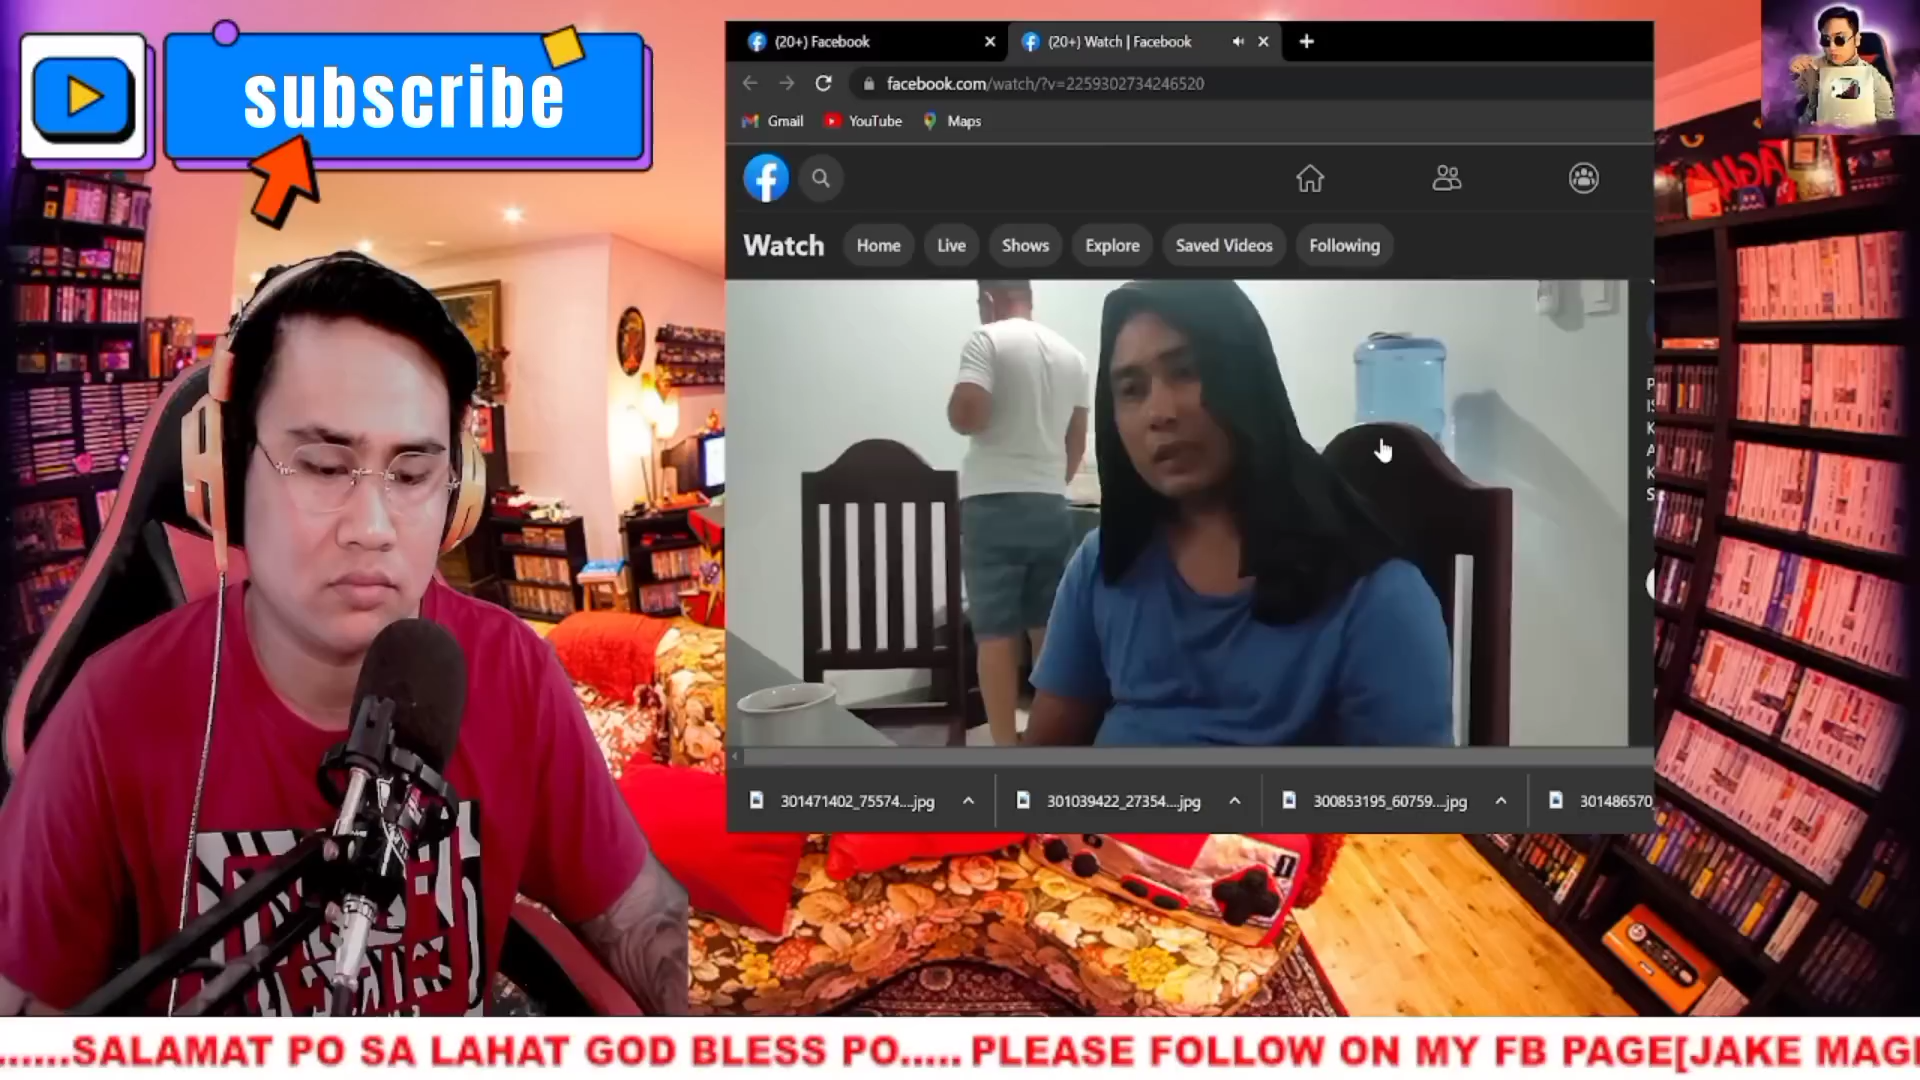 subscribe
(20+) Facebook
(20+) Watch | Facebook
facebook.com/watch/?v=2259302734246520
Gmail
YouTube
Maps
Watch
Home
Live
Shows
Explore
Saved Videos
Following
301471402_75574....jpg
301039422_27354....jpg
300853195_60759...jpg
301486570
......SALAMAT PO SA LAHAT GOD BLESS PO..... PLEASE FOLLOW ON MY FB PAGE[JAKE MAGI